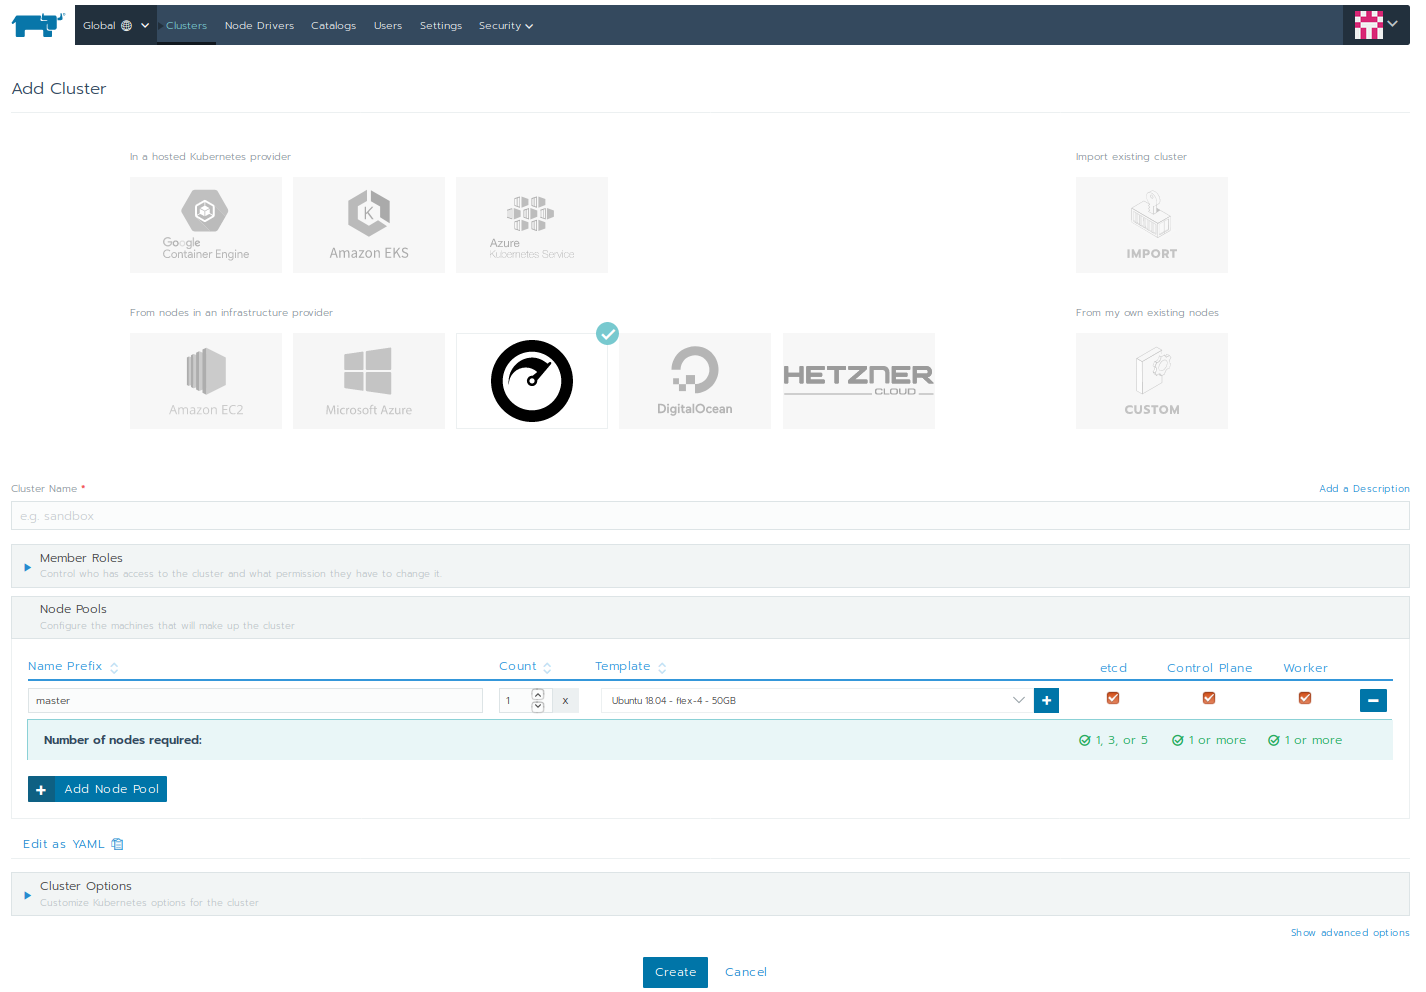 Global Clusters Node Drivers Catalogs Users Settings Security
Add Cluster
In a hosted Kubernetes provider
Import existing cluster
Google
Container Engine
Amazon EKS
Azure
Kubernetes Service
IMPORT
From nodes in an infrastructure provider
From my own existing nodes
Amazon EC2
Microsoft Azure
DigitalOcean
HETZNER
CLOUD
CUSTOM
Cluster Name *
Add a Description
e.g. sandbox
Member Roles
Control who has access to the cluster and what permission they have to change it.
Node Pools
Configure the machines that will make up the cluster
Name Prefix Count Template etcd Control Plane Worker
master 1 x Ubuntu 18.04 - flex-4 - 50GB
Number of nodes required: 1, 3, or 5 1 or more 1 or more
Add Node Pool
Edit as YAML
Cluster Options
Customize Kubernetes options for the cluster
Show advanced options
Create Cancel